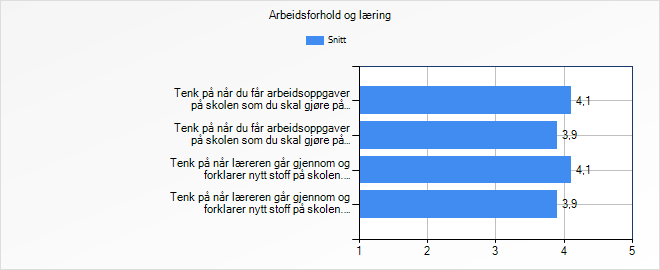 Arbeidsforhold og læring
Snitt
Tenk på når du får arbeidsoppgaver
på skolen som du skal gjøre på...
4,1
Tenk på når du får arbeidsoppgaver
på skolen som du skal gjøre på...
3,9
Tenk på når læreren går gjennom og
forklarer nytt stoff på skolen....
4,1
Tenk på når læreren går gjennom og
forklarer nytt stoff på skolen....
3,9
1 2 3 4 5